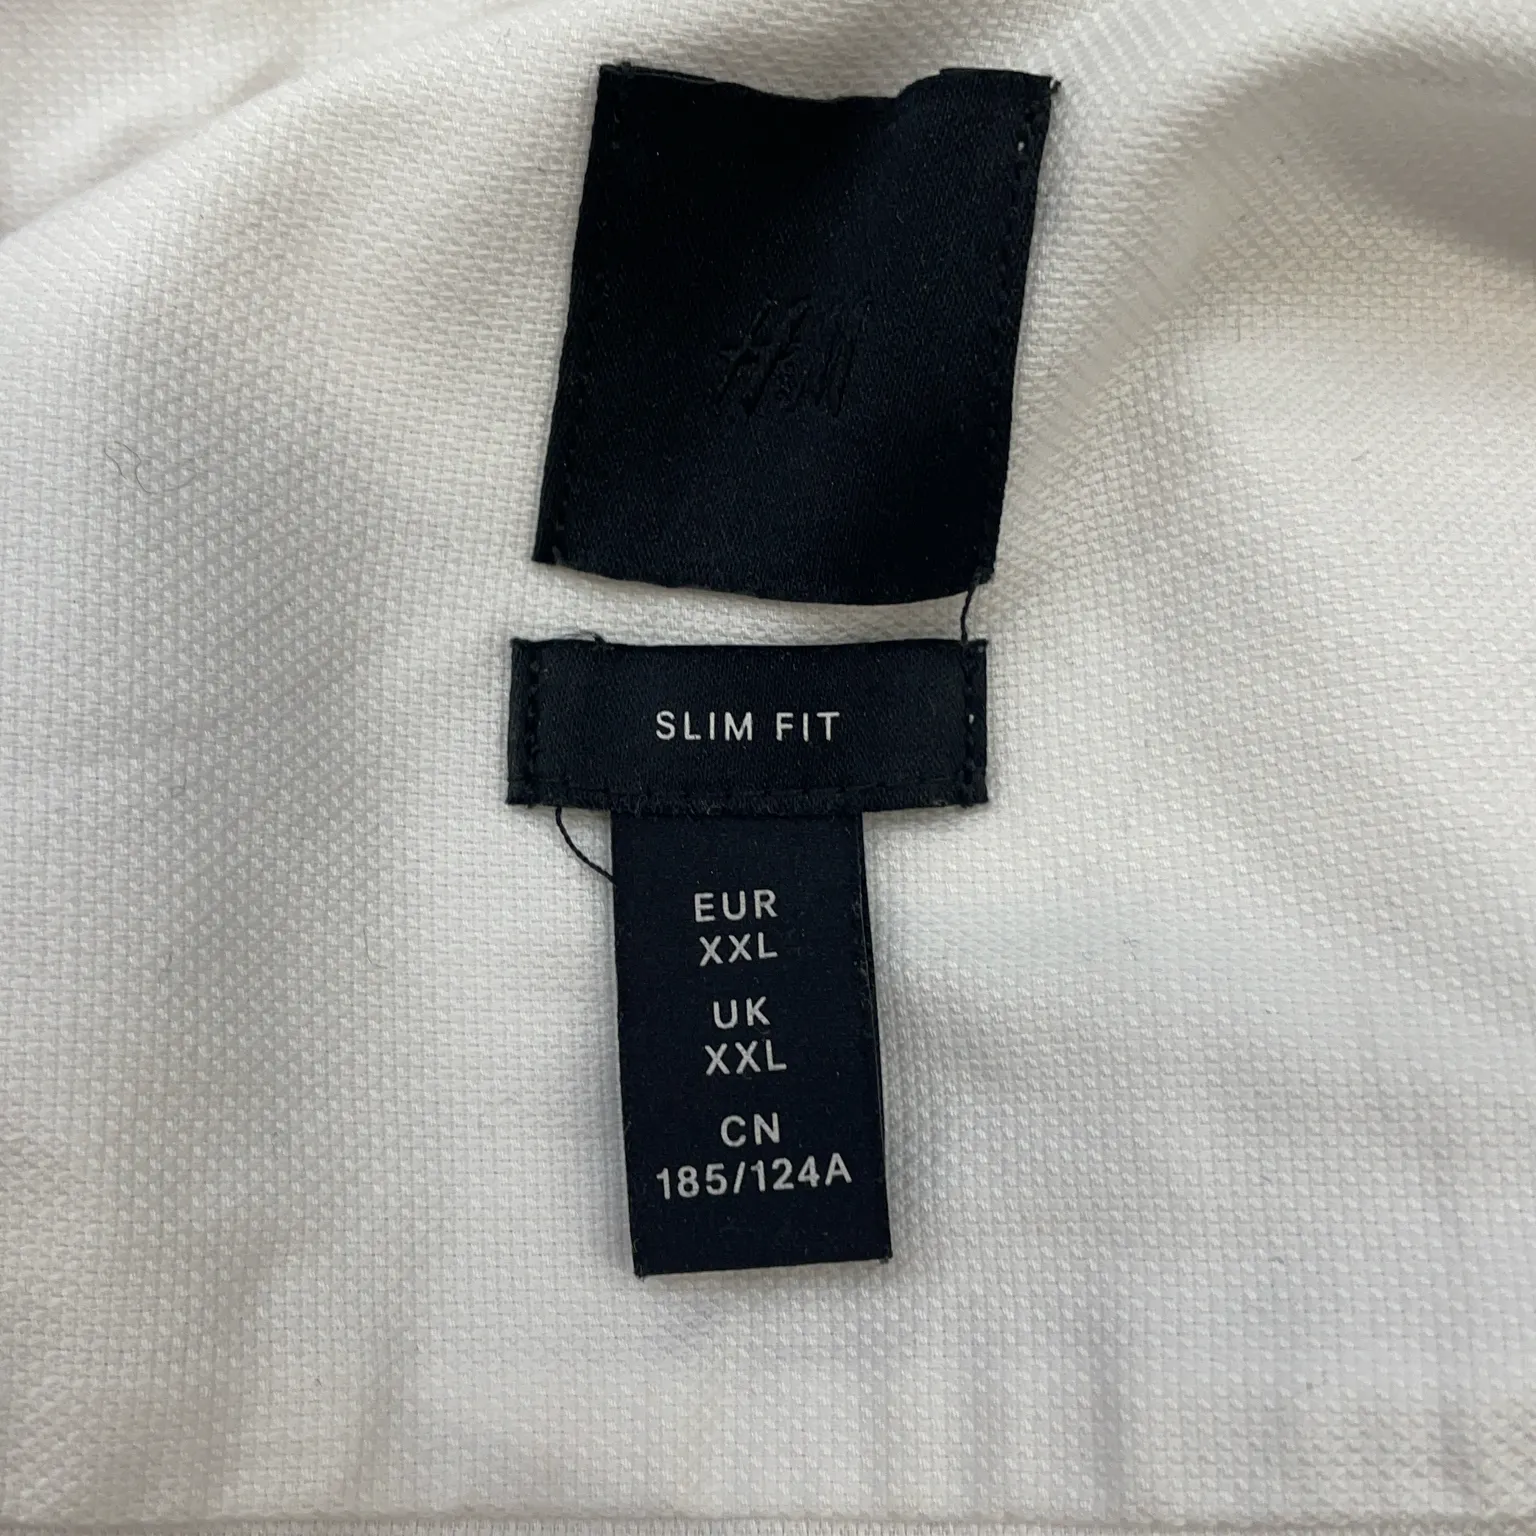 H&M
SLIM FIT
EUR
XXL
UK
XXL
CN
185/124A